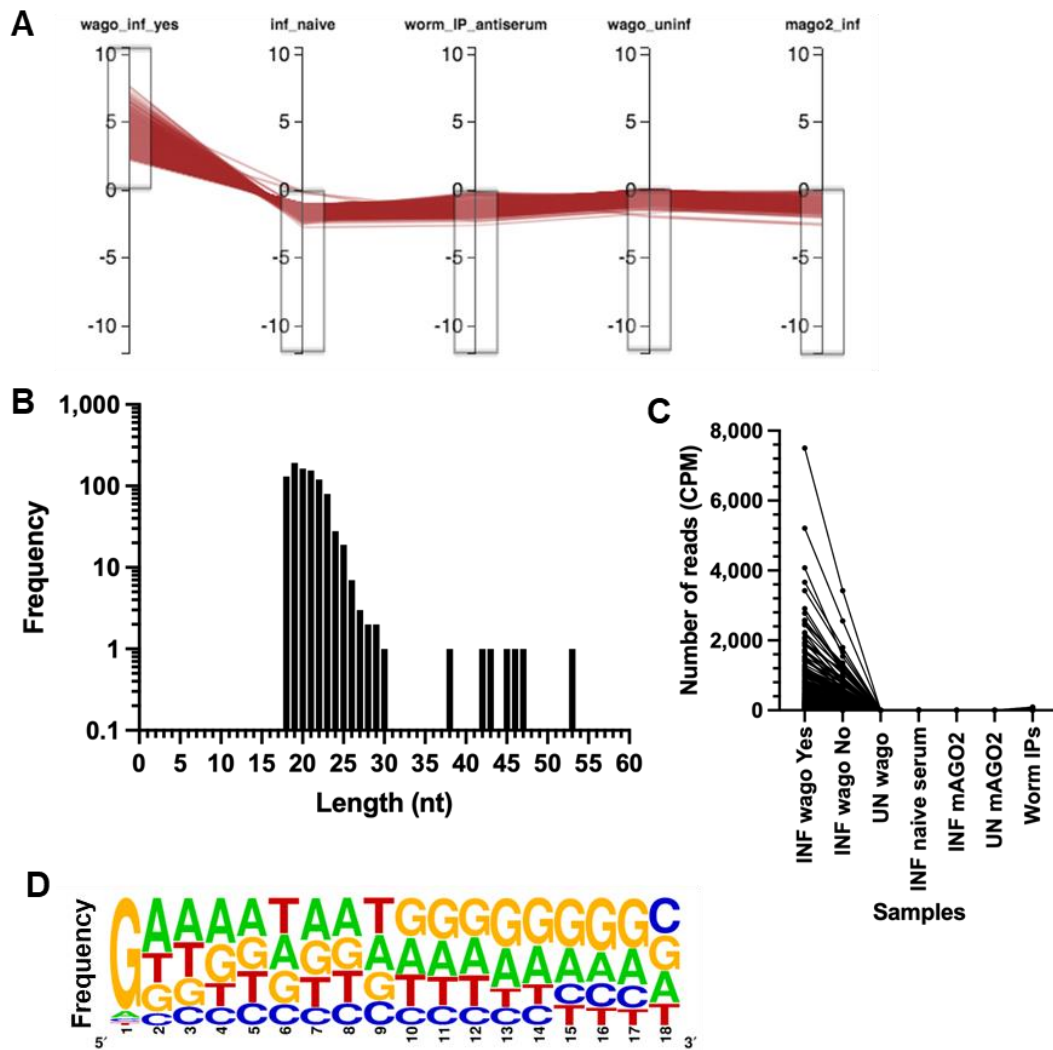 A
wago_inf_yes inf_naive worm_IP_antiserum wago_uninf mago2_inf
10 10 10 10 10
5 5 5 5 5
0 0 0 0 0
-5 -5 -5 -5 -5
-10 -10 -10 -10 -10
B
Frequency
1,000
100
10
1
0.1
0 5 10 15 20 25 30 35 40 45 50 55 60
Length (nt)
C
Number of reads (CPM)
8,000
6,000
4,000
2,000
0
INF wago Yes
INF wago No
UN wago
INF naive serum
INF mAGO2
UN mAGO2
Worm IPs
Samples
D
Frequency
GAAAATAATGGGGGGGGC
TTGGAGGAAAAAAAAAG
GGTTGTTGTTTTTCCCA
CCCCCCCCCCCCCTTTT
5′ 1 2 3 4 5 6 7 8 9 10 11 12 13 14 15 16 17 18 3′